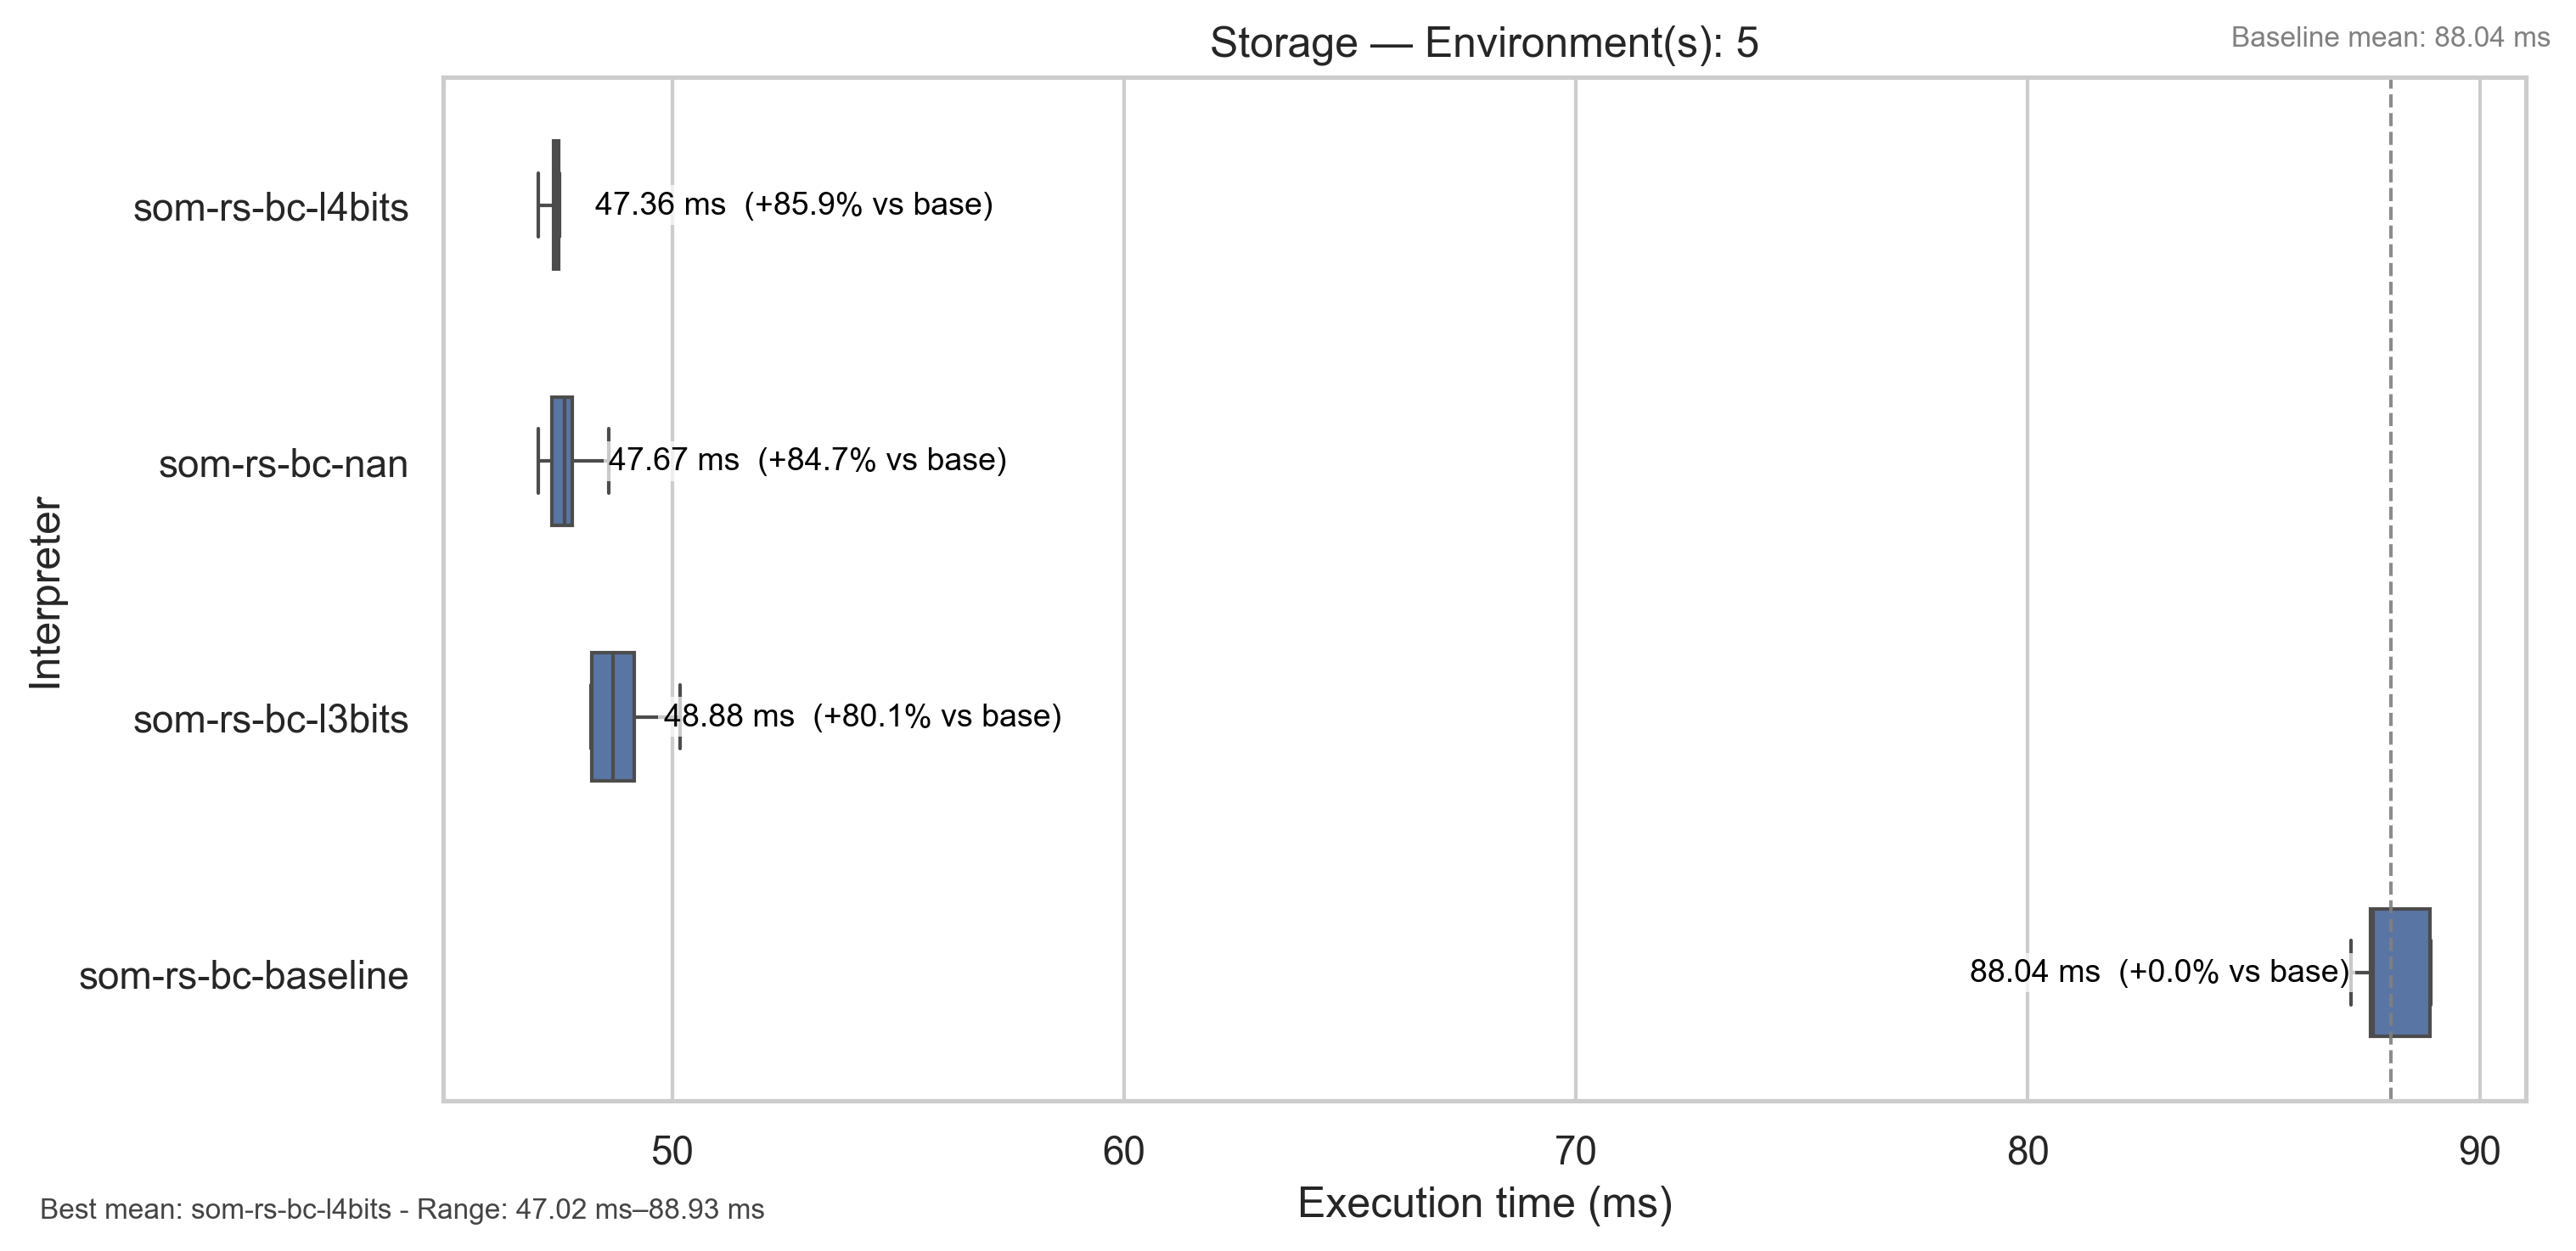 Storage — Environment(s): 5
Baseline mean: 88.04 ms
som-rs-bc-l4bits
47.36 ms (+85.9% vs base)
som-rs-bc-nan
47.67 ms (+84.7% vs base)
Interpreter
som-rs-bc-l3bits
48.88 ms (+80.1% vs base)
som-rs-bc-baseline
88.04 ms (+0.0% vs base)
50 60 70 80 90
Execution time (ms)
Best mean: som-rs-bc-l4bits - Range: 47.02 ms–88.93 ms